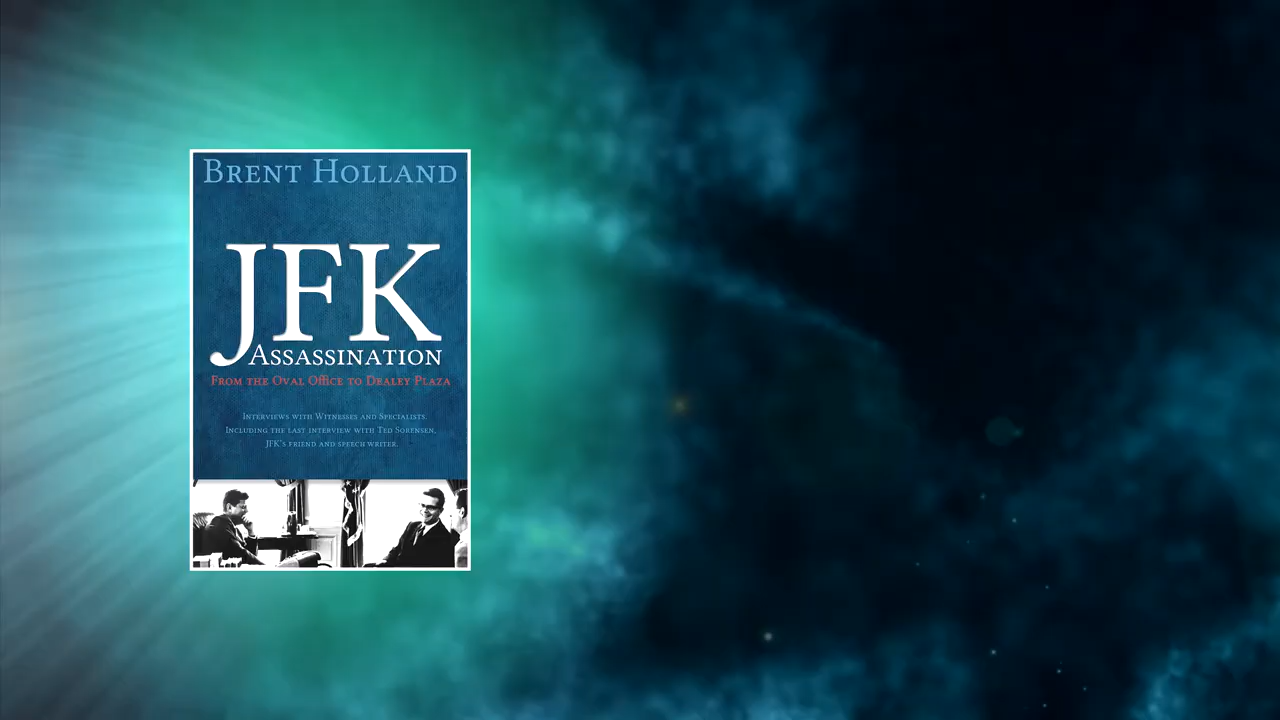 Brent Holland
JFK
Assassination
From the Oval Office to Dealey Plaza
Interviews with Witnesses and Specialists.
Including the last interview with Ted Sorensen,
JFK's friend and speech writer.